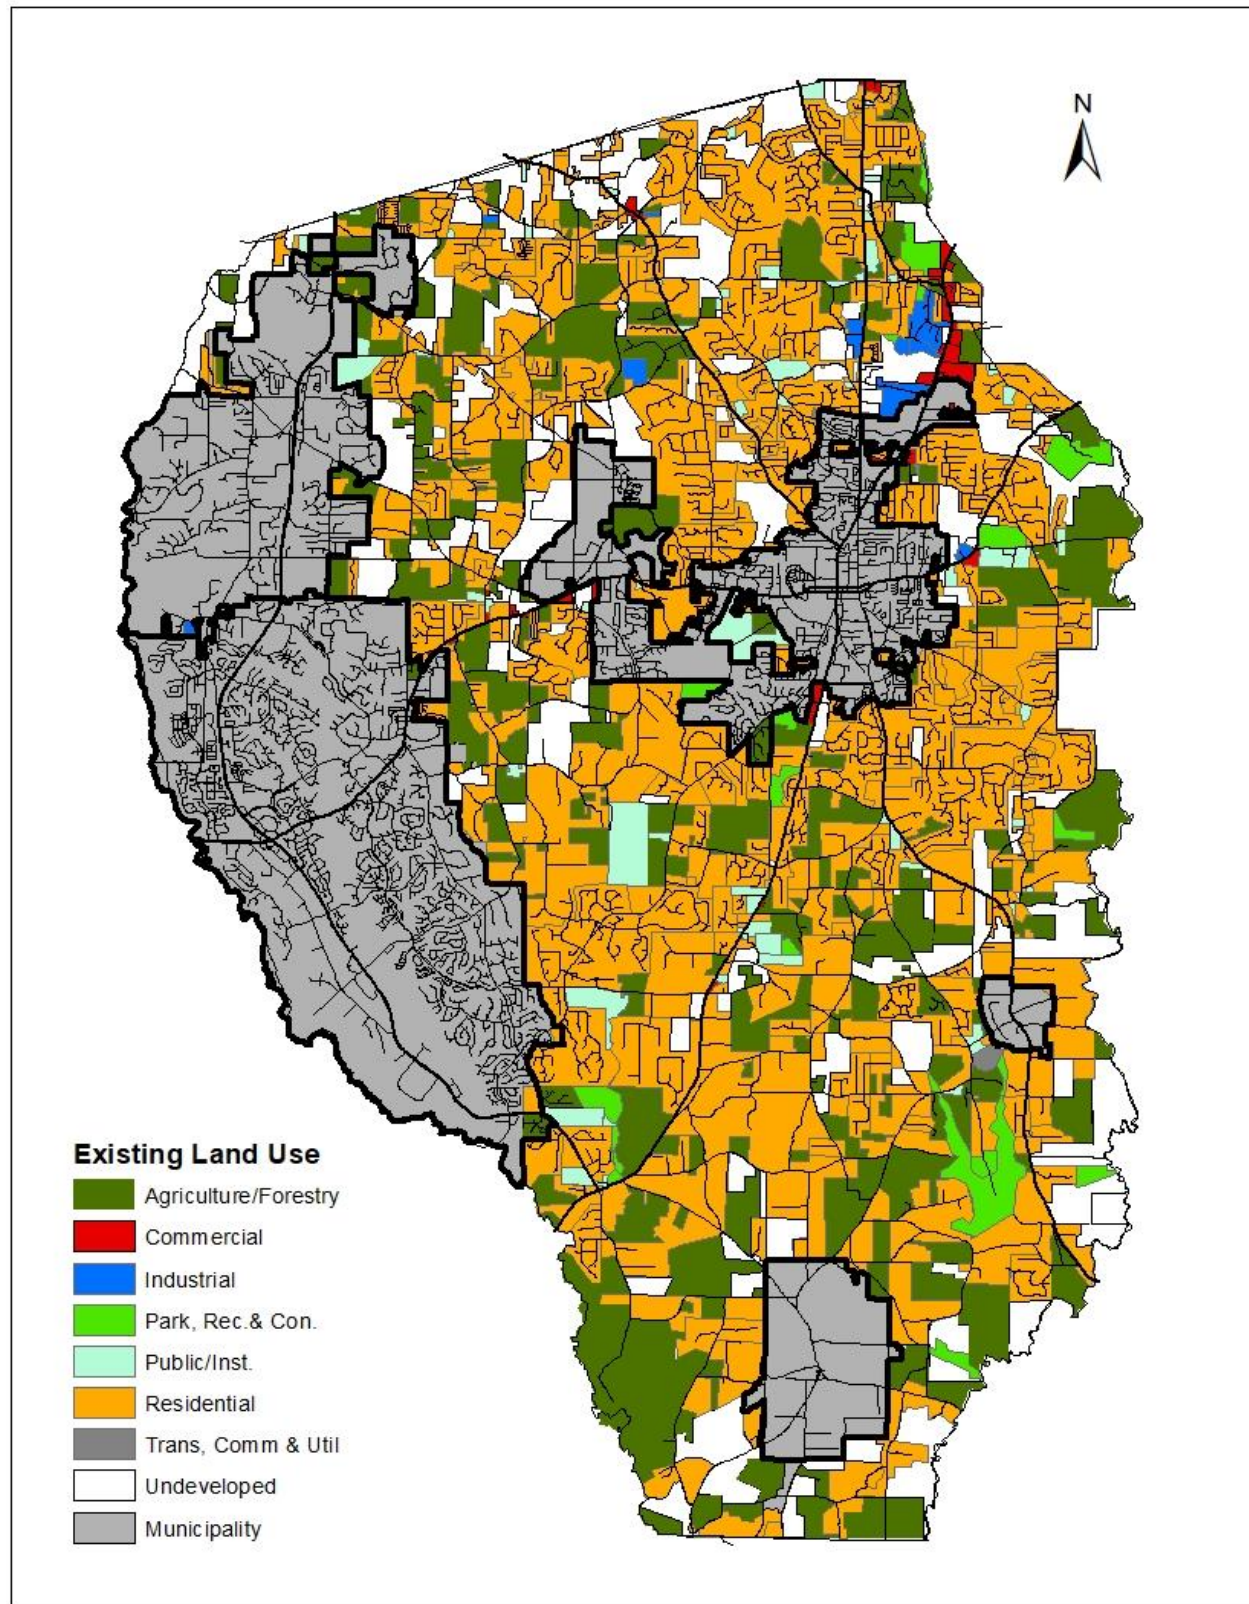 N
Existing Land Use
Agriculture/Forestry
Commercial
Industrial
Park, Rec.& Con.
Public/Inst.
Residential
Trans, Comm & Util
Undeveloped
Municipality